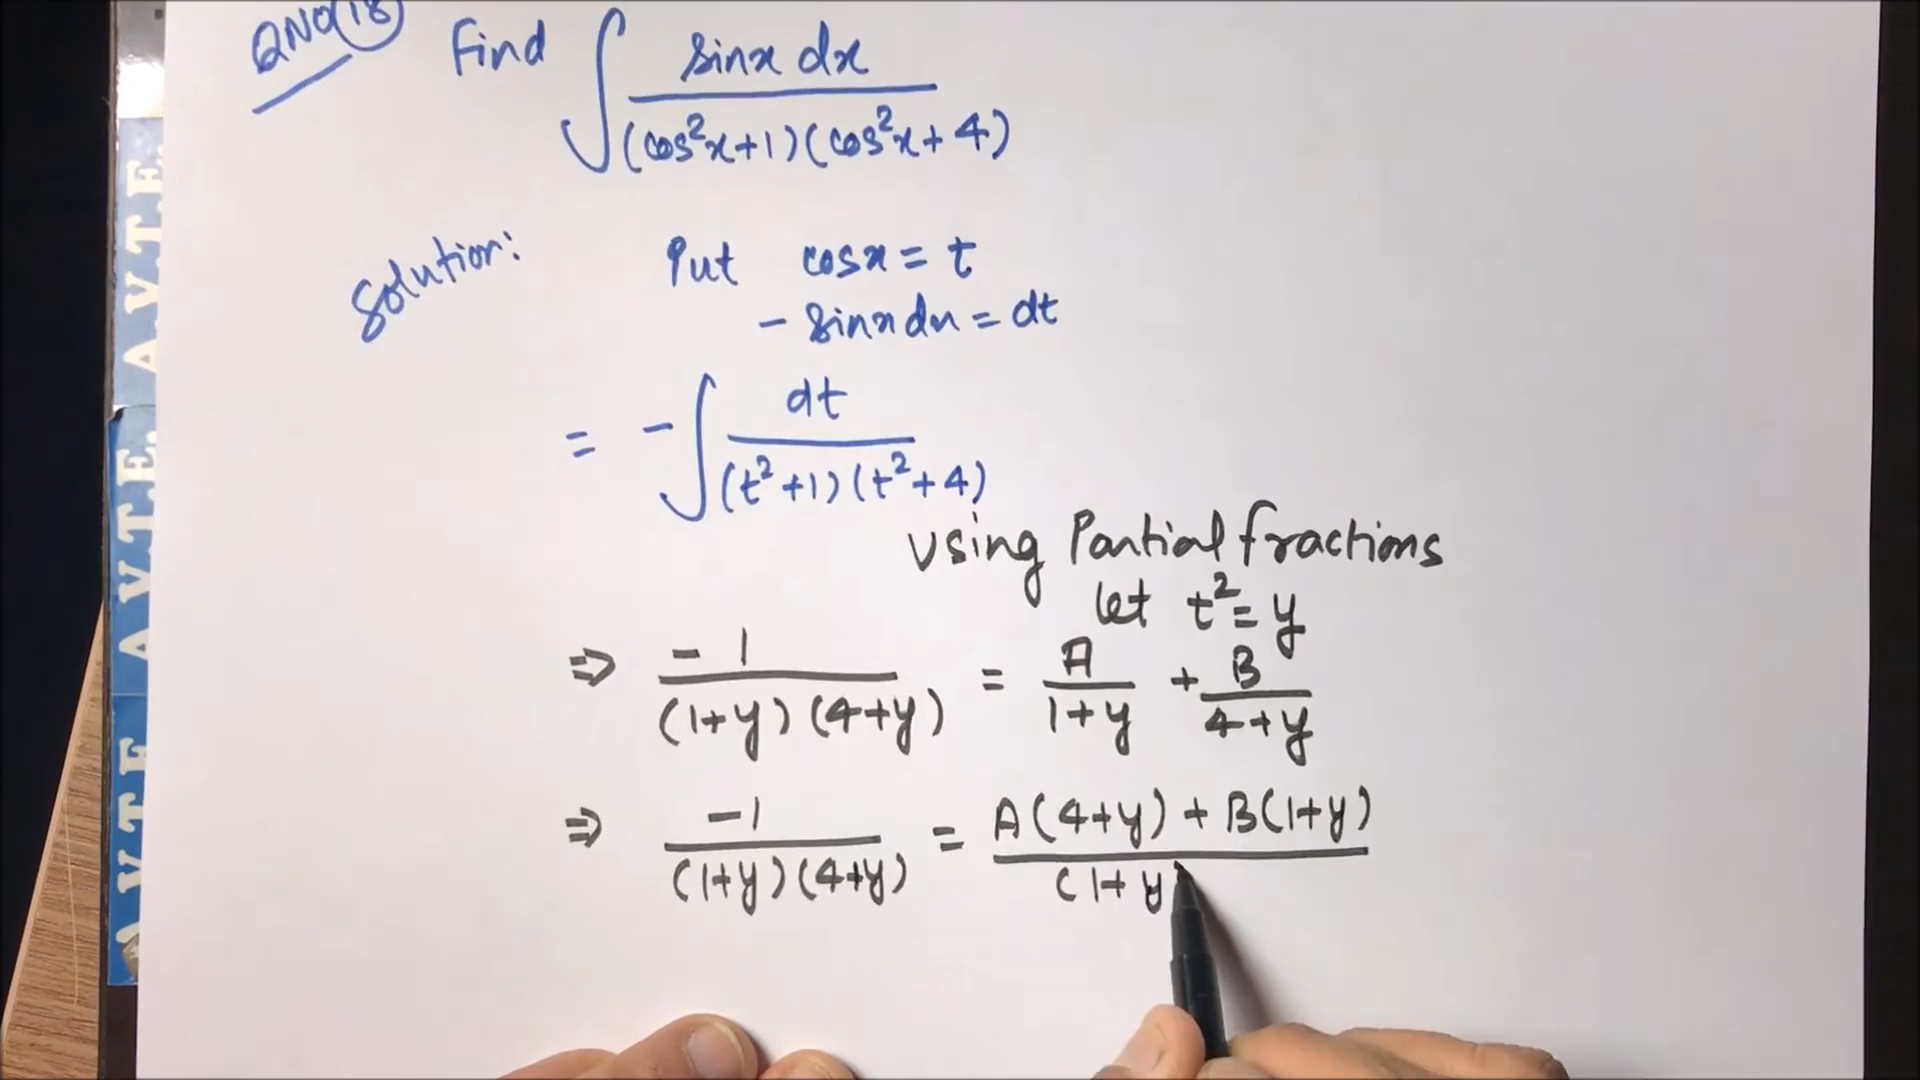 QNO(18) Find ∫ sinx dx / (cos²x+1)(cos²x+4)
Solution: Put cosx = t
- sinx dx = dt
= - ∫ dt / (t²+1)(t²+4)
Using Partial fractions
let t² = y
⇒ -1 / (1+y)(4+y) = A / 1+y + B / 4+y
⇒ -1 / (1+y)(4+y) = A(4+y) + B(1+y) / (1+y
A.V.T.E. A.V.T.E. A.V.T.E. A.V.T.E